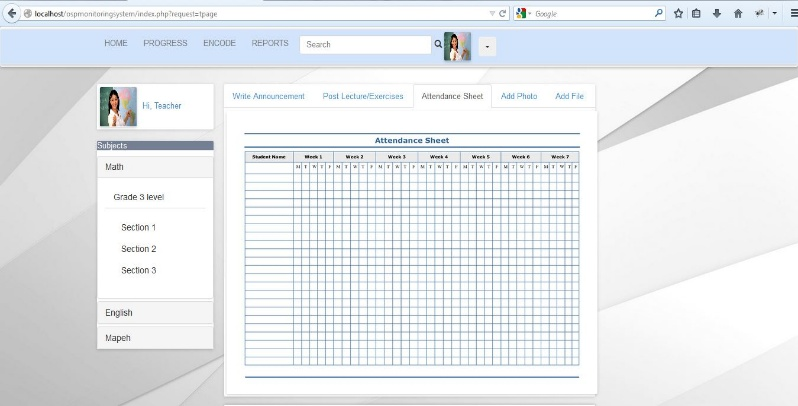 localhost/ospmonitoringsystem/index.php?request=tpage
Google
HOME PROGRESS ENCODE REPORTS Search
Hi, Teacher
Write Announcement Post Lecture/Exercises Attendance Sheet Add Photo Add File
Subjects
Math
Grade 3 level
Section 1
Section 2
Section 3
English
Mapeh
Attendance Sheet
Student Name Week 1 Week 2 Week 3 Week 4 Week 5 Week 6 Week 7
M T W T F M T W T F M T W T F M T W T F M T W T F M T W T F M T W T F